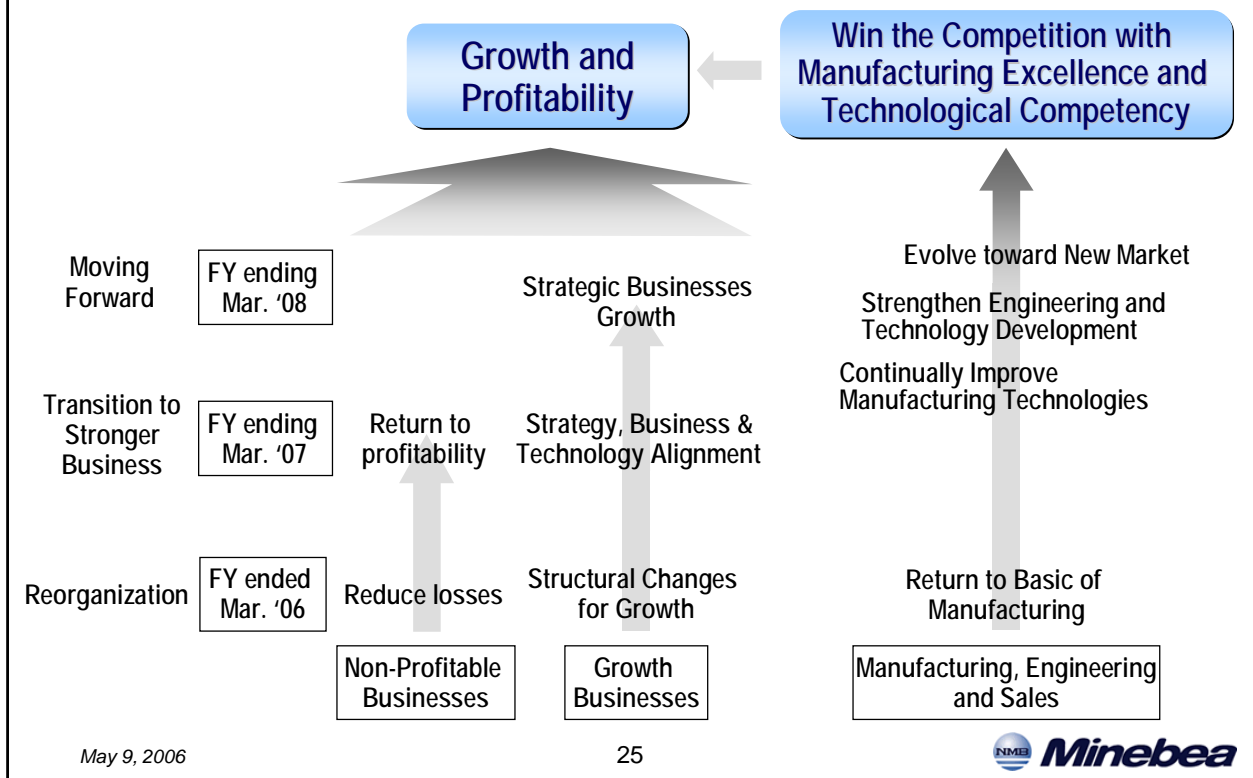 Growth and
Profitability
Win the Competition with
Manufacturing Excellence and
Technological Competency
Moving
Forward
FY ending
Mar. ‘08
Strategic Businesses
Growth
Evolve toward New Market
Strengthen Engineering and
Technology Development
Continually Improve
Manufacturing Technologies
Transition to
Stronger
Business
FY ending
Mar. ‘07
Return to
profitability
Strategy, Business &
Technology Alignment
Reorganization
FY ended
Mar. ‘06
Reduce losses
Structural Changes
for Growth
Return to Basic of
Manufacturing
Non-Profitable
Businesses
Growth
Businesses
Manufacturing, Engineering
and Sales
May 9, 2006
25
NMB Minebea